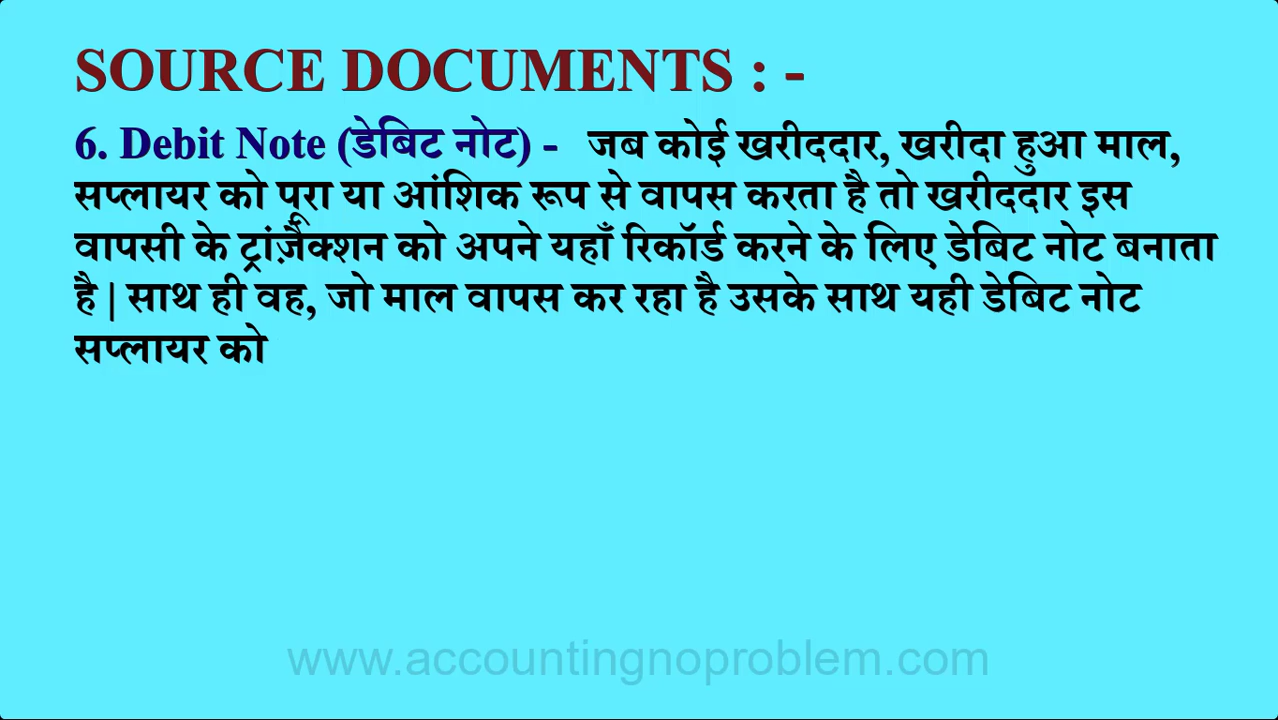 SOURCE DOCUMENTS : -
6. Debit Note (डेबिट नोट) - जब कोई खरीददार, खरीदा हुआ माल,
सप्लायर को पूरा या आंशिक रूप से वापस करता है तो खरीददार इस
वापसी के ट्रांज़ैक्शन को अपने यहाँ रिकॉर्ड करने के लिए डेबिट नोट बनाता
है | साथ ही वह, जो माल वापस कर रहा है उसके साथ यही डेबिट नोट
सप्लायर को
www.accountingnoproblem.com